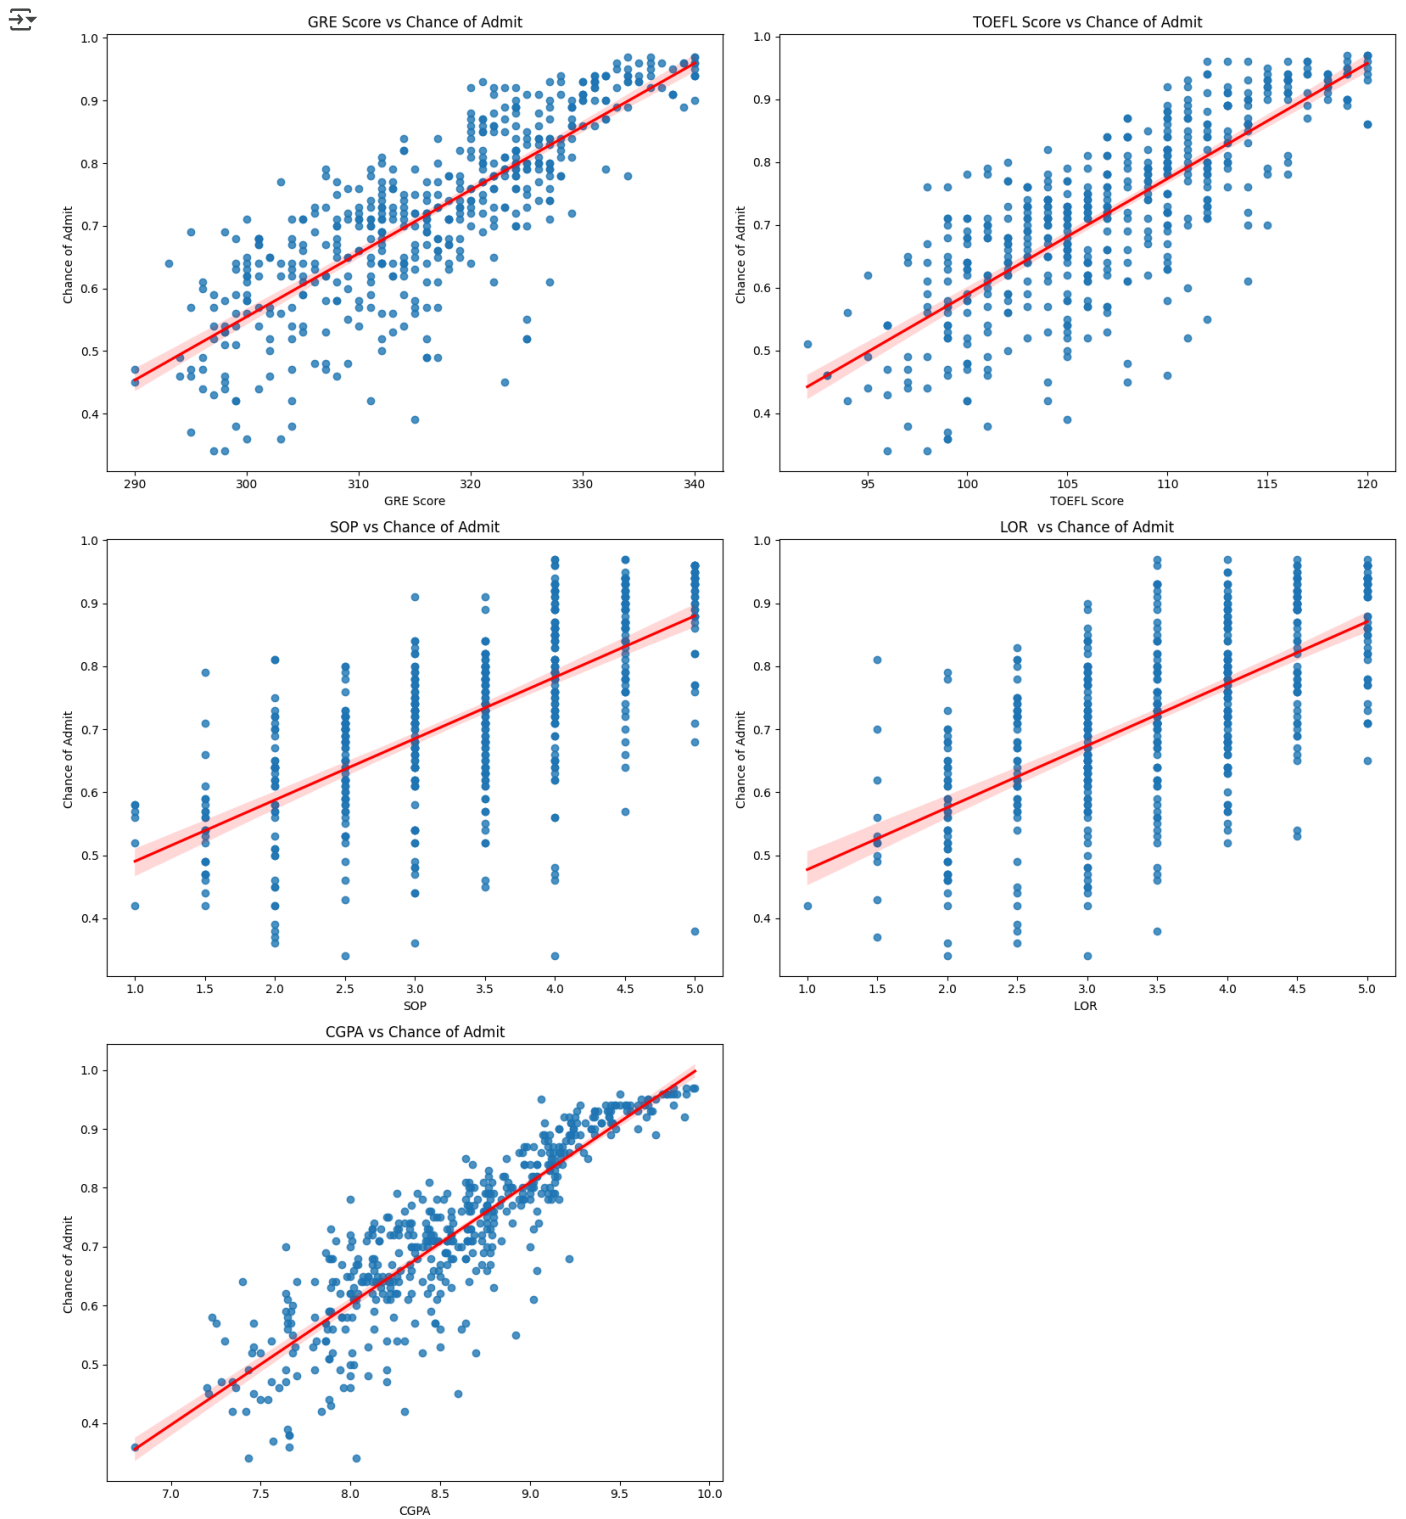 GRE Score vs Chance of Admit
1.0
0.9
0.8
0.7
0.6
0.5
0.4
Chance of Admit
290 300 310 320 330 340
GRE Score
TOEFL Score vs Chance of Admit
1.0
0.9
0.8
0.7
0.6
0.5
0.4
Chance of Admit
95 100 105 110 115 120
TOEFL Score
SOP vs Chance of Admit
1.0
0.9
0.8
0.7
0.6
0.5
0.4
Chance of Admit
1.0 1.5 2.0 2.5 3.0 3.5 4.0 4.5 5.0
SOP
LOR  vs Chance of Admit
1.0
0.9
0.8
0.7
0.6
0.5
0.4
Chance of Admit
1.0 1.5 2.0 2.5 3.0 3.5 4.0 4.5 5.0
LOR
CGPA vs Chance of Admit
1.0
0.9
0.8
0.7
0.6
0.5
0.4
Chance of Admit
7.0 7.5 8.0 8.5 9.0 9.5 10.0
CGPA